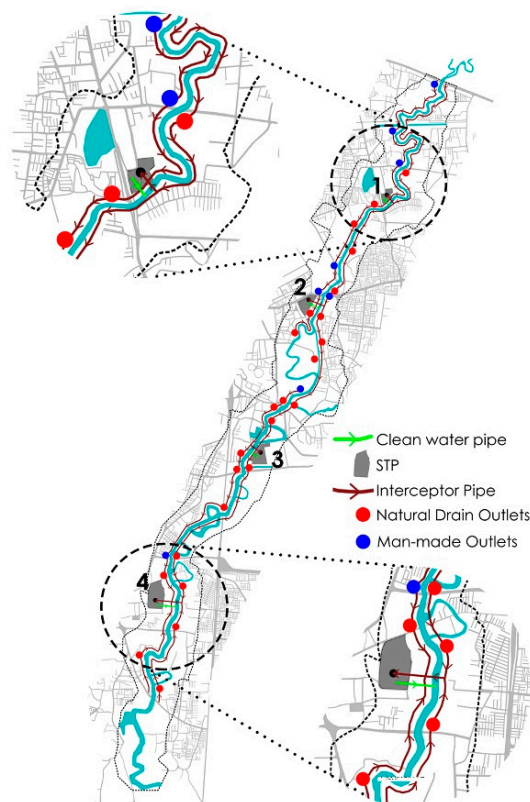 1
2
3
4
Clean water pipe
STP
Interceptor Pipe
Natural Drain Outlets
Man-made Outlets